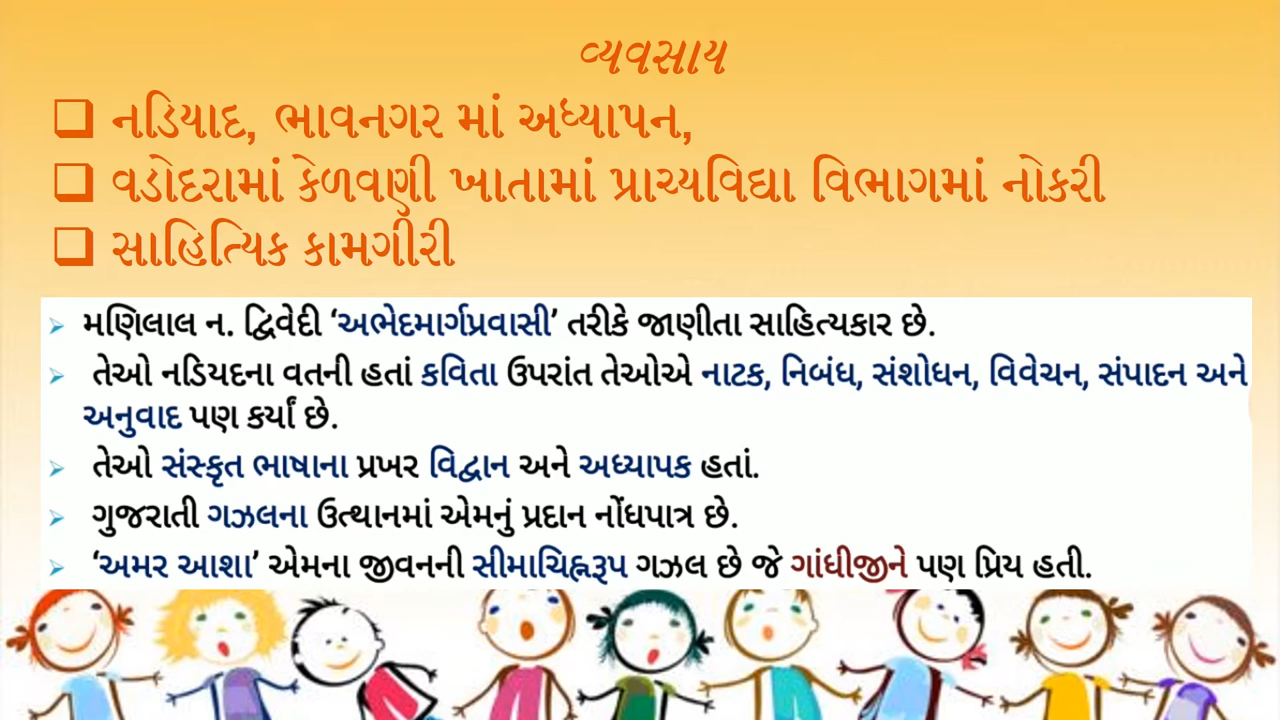 વ્યવસાય
❑ નડિયાદ, ભાવનગર માં અધ્યાપન,
❑ વડોદરામાં કેળવણી ખાતામાં પ્રાચ્યવિદ્યા વિભાગમાં નોકરી
❑ સાહિત્યિક કામગીરી
➢ મણિલાલ ન. દ્વિવેદી ‘અભેદમાર્ગપ્રવાસી’ તરીકે જાણીતા સાહિત્યકાર છે.
➢ તેઓ નડિયદના વતની હતાં કવિતા ઉપરાંત તેઓએ નાટક, નિબંધ, સંશોધન, વિવેચન, સંપાદન અને
અનુવાદ પણ કર્યાં છે.
➢ તેઓ સંસ્કૃત ભાષાના પ્રખર વિદ્વાન અને અધ્યાપક હતાં.
➢ ગુજરાતી ગઝલના ઉત્થાનમાં એમનું પ્રદાન નોંધપાત્ર છે.
➢ ‘અમર આશા’ એમના જીવનની સીમાચિહ્નરૂપ ગઝલ છે જે ગાંધીજીને પણ પ્રિય હતી.